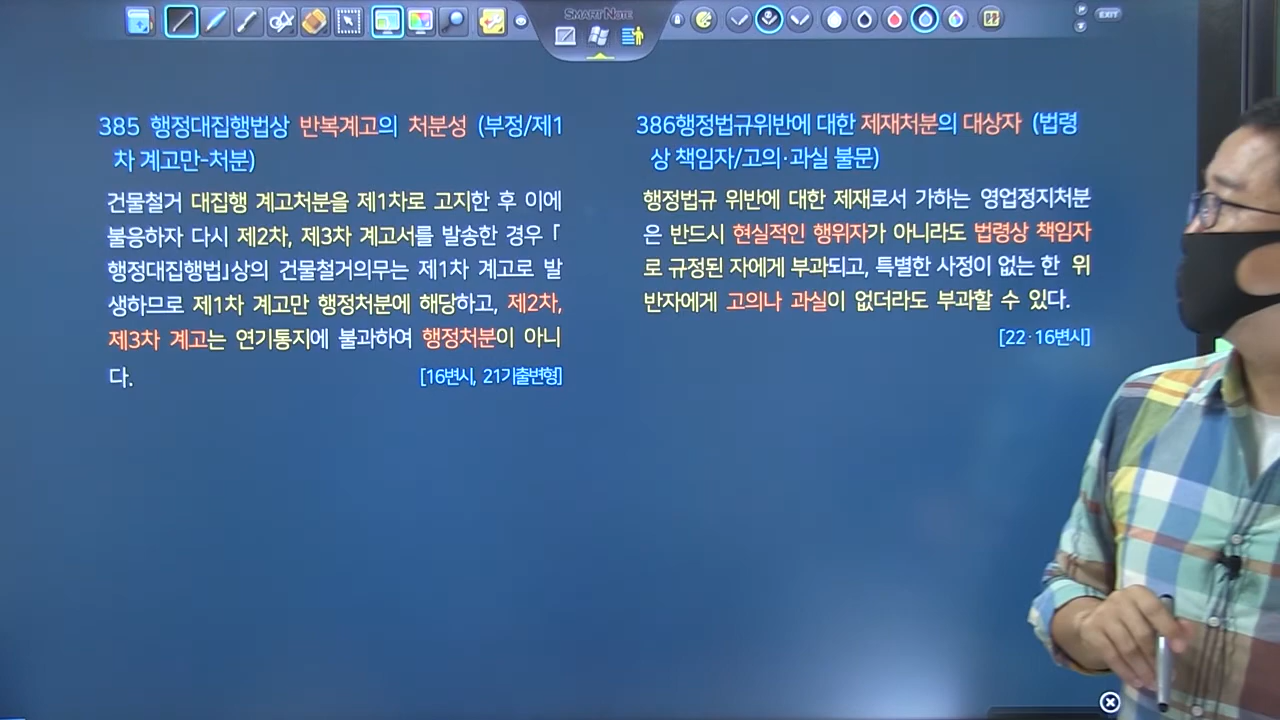 SMART NOTE
EXIT
385 행정대집행법상 반복계고의 처분성 (부정/제1
차 계고만-처분)
건물철거 대집행 계고처분을 제1차로 고지한 후 이에
불응하자 다시 제2차, 제3차 계고서를 발송한 경우 「
행정대집행법」상의 건물철거의무는 제1차 계고로 발
생하므로 제1차 계고만 행정처분에 해당하고, 제2차,
제3차 계고는 연기통지에 불과하여 행정처분이 아니
다.
[16변시, 21기출변형]
386행정법규위반에 대한 제재처분의 대상자 (법령
상 책임자/고의·과실 불문)
행정법규 위반에 대한 제재로서 가하는 영업정지처분
은 반드시 현실적인 행위자가 아니라도 법령상 책임자
로 규정된 자에게 부과되고, 특별한 사정이 없는 한 위
반자에게 고의나 과실이 없더라도 부과할 수 있다.
[22·16변시]